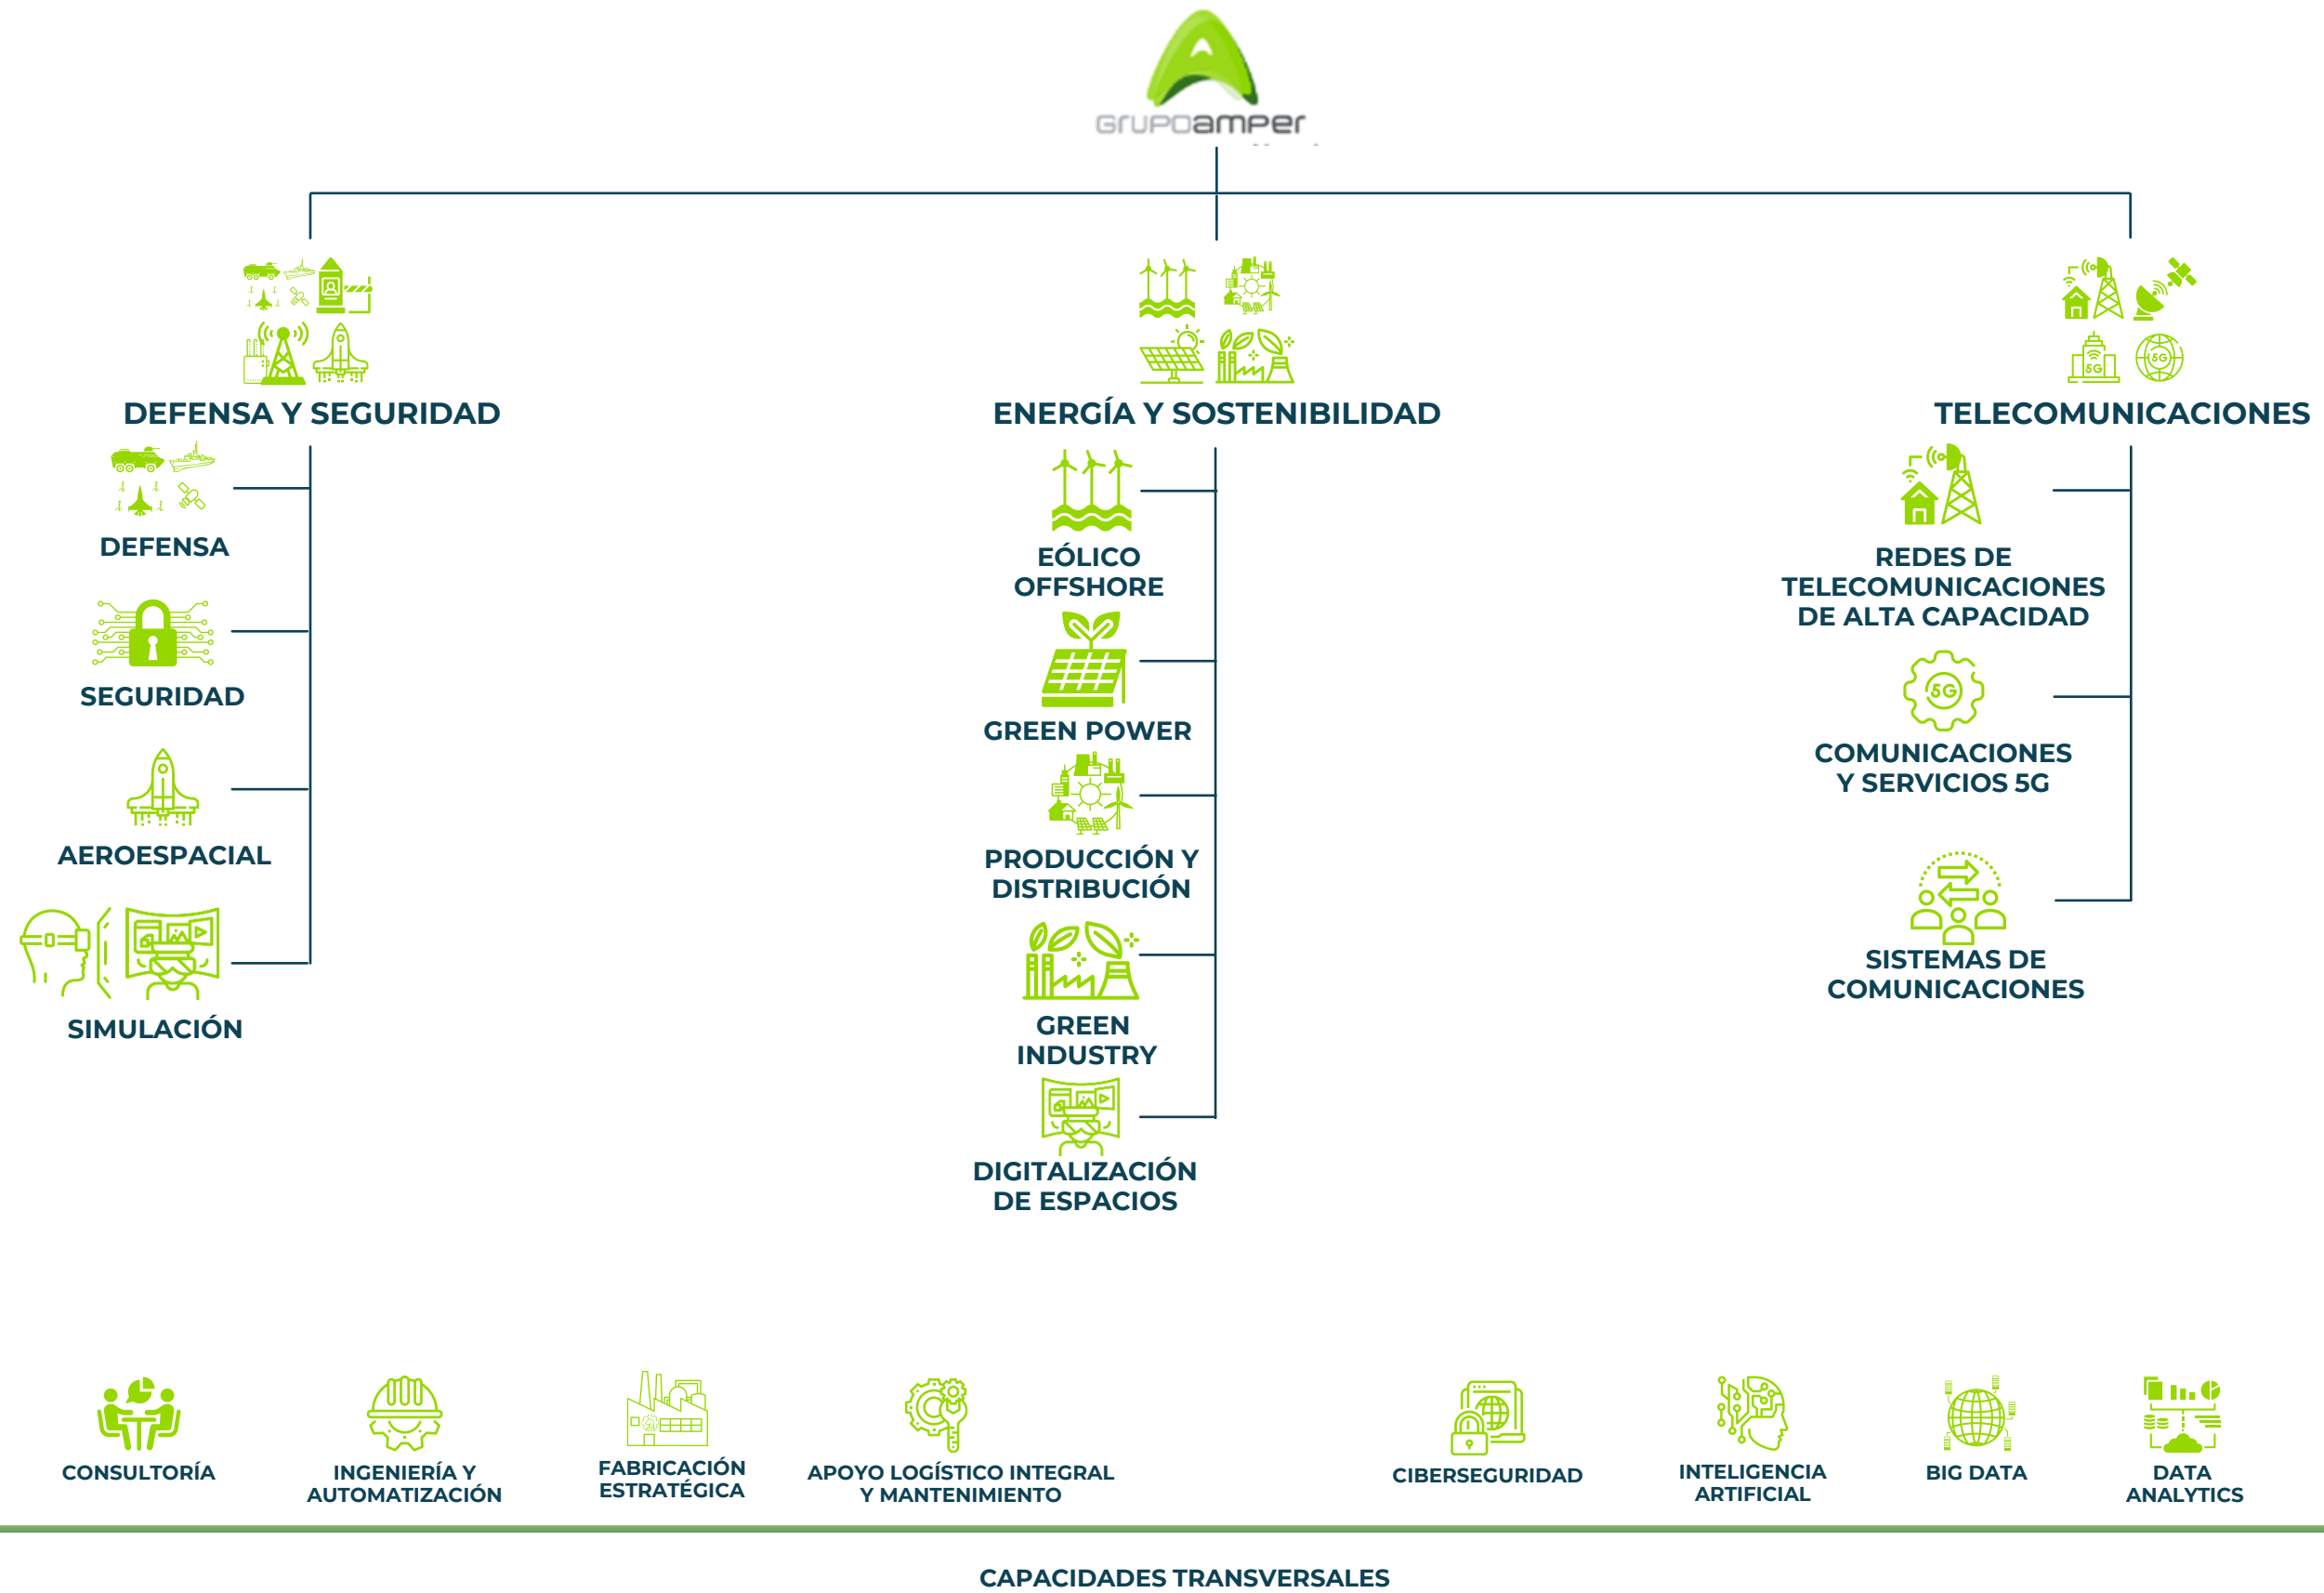 GRUPOamper
DEFENSA Y SEGURIDAD
DEFENSA
SEGURIDAD
AEROESPACIAL
SIMULACIÓN
ENERGÍA Y SOSTENIBILIDAD
EÓLICO
OFFSHORE
GREEN POWER
PRODUCCIÓN Y
DISTRIBUCIÓN
GREEN
INDUSTRY
DIGITALIZACIÓN
DE ESPACIOS
5G
5G
TELECOMUNICACIONES
REDES DE
TELECOMUNICACIONES
DE ALTA CAPACIDAD
5G
COMUNICACIONES
Y SERVICIOS 5G
SISTEMAS DE
COMUNICACIONES
CONSULTORÍA
INGENIERÍA Y
AUTOMATIZACIÓN
FABRICACIÓN
ESTRATÉGICA
APOYO LOGÍSTICO INTEGRAL
Y MANTENIMIENTO
CIBERSEGURIDAD
INTELIGENCIA
ARTIFICIAL
BIG DATA
DATA
ANALYTICS
CAPACIDADES TRANSVERSALES